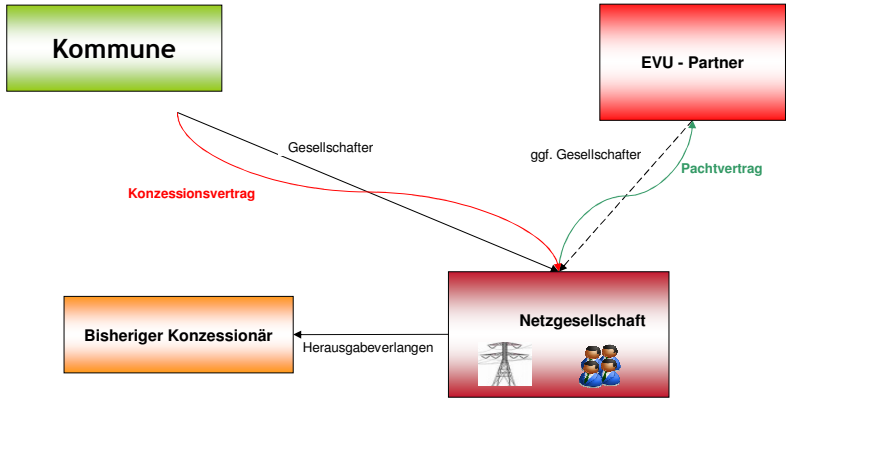 Kommune
EVU - Partner
Gesellschafter
ggf. Gesellschafter
Pachtvertrag
Konzessionsvertrag
Netzgesellschaft
Bisheriger Konzessionär
Herausgabeverlangen